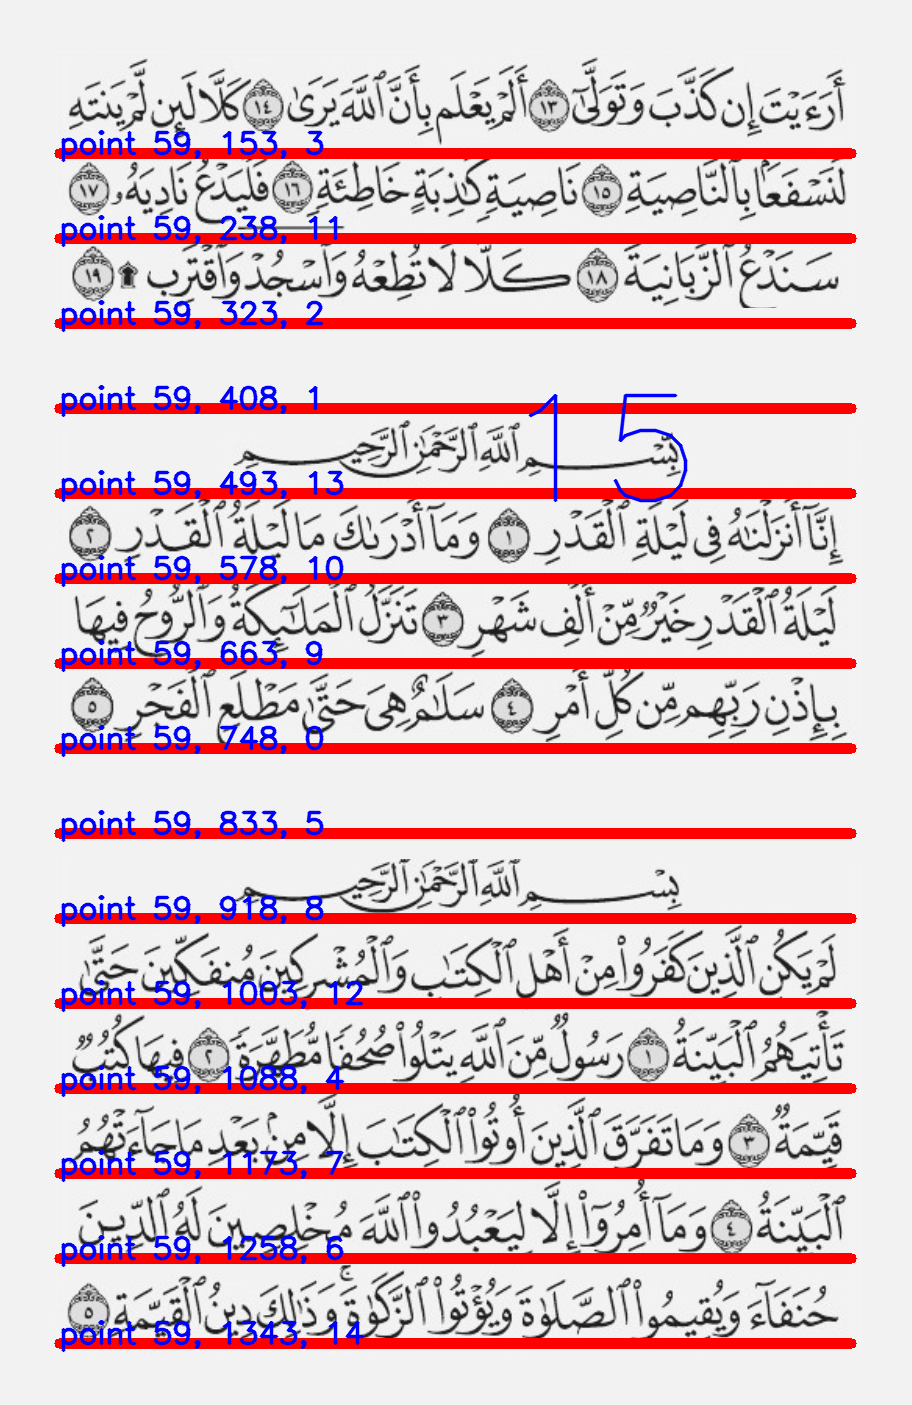 أَرَءَيْتَ إِن كَذَّبَ وَتَوَلَّىٰٓ ١٣ أَلَمْ يَعْلَم بِأَنَّ ٱللَّهَ يَرَىٰ ١٤ كَلَّا لَئِن لَّمْ يَنتَهِ
point 59, 153, 3
لَنَسْفَعًۢا بِٱلنَّاصِيَةِ ١٥ نَاصِيَةٍ كَٰذِبَةٍ خَاطِئَةٍ ١٦ فَلْيَدْعُ نَادِيَهُۥ ١٧
point 59, 238, 11
سَنَدْعُ ٱلزَّبَانِيَةَ ١٨ كَلَّا لَا تُطِعْهُ وَٱسْجُدْ وَٱقْتَرِب ۩ ١٩
point 59, 323, 2
point 59, 408, 1
15
بِسْمِ ٱللَّهِ ٱلرَّحْمَٰنِ ٱلرَّحِيمِ
point 59, 493, 13
إِنَّآ أَنزَلْنَٰهُ فِى لَيْلَةِ ٱلْقَدْرِ ١ وَمَآ أَدْرَىٰكَ مَا لَيْلَةُ ٱلْقَدْرِ ٢
point 59, 578, 10
لَيْلَةُ ٱلْقَدْرِ خَيْرٌ مِّنْ أَلْفِ شَهْرٍ ٣ تَنَزَّلُ ٱلْمَلَٰٓئِكَةُ وَٱلرُّوحُ فِيهَا
point 59, 663, 9
بِإِذْنِ رَبِّهِم مِّن كُلِّ أَمْرٍ ٤ سَلَٰمٌ هِىَ حَتَّىٰ مَطْلَعِ ٱلْفَجْرِ ٥
point 59, 748, 0
point 59, 833, 5
بِسْمِ ٱللَّهِ ٱلرَّحْمَٰنِ ٱلرَّحِيمِ
point 59, 918, 8
لَمْ يَكُنِ ٱلَّذِينَ كَفَرُوا۟ مِنْ أَهْلِ ٱلْكِتَٰبِ وَٱلْمُشْرِكِينَ مُنفَكِّينَ حَتَّىٰ
point 59, 1003, 12
تَأْتِيَهُمُ ٱلْبَيِّنَةُ ١ رَسُولٌ مِّنَ ٱللَّهِ يَتْلُوا۟ صُحُفًا مُّطَهَّرَةً ٢ فِيهَا كُتُبٌ
point 59, 1088, 4
قَيِّمَةٌ ٣ وَمَا تَفَرَّقَ ٱلَّذِينَ أُوتُوا۟ ٱلْكِتَٰبَ إِلَّا مِنۢ بَعْدِ مَا جَآءَتْهُمُ
point 59, 1173, 7
ٱلْبَيِّنَةُ ٤ وَمَآ أُمِرُوٓا۟ إِلَّا لِيَعْبُدُوا۟ ٱللَّهَ مُخْلِصِينَ لَهُ ٱلدِّينَ
point 59, 1258, 6
حُنَفَآءَ وَيُقِيمُوا۟ ٱلصَّلَوٰةَ وَيُؤْتُوا۟ ٱلزَّكَوٰةَ ۚ وَذَٰلِكَ دِينُ ٱلْقَيِّمَةِ ٥
point 59, 1343, 14